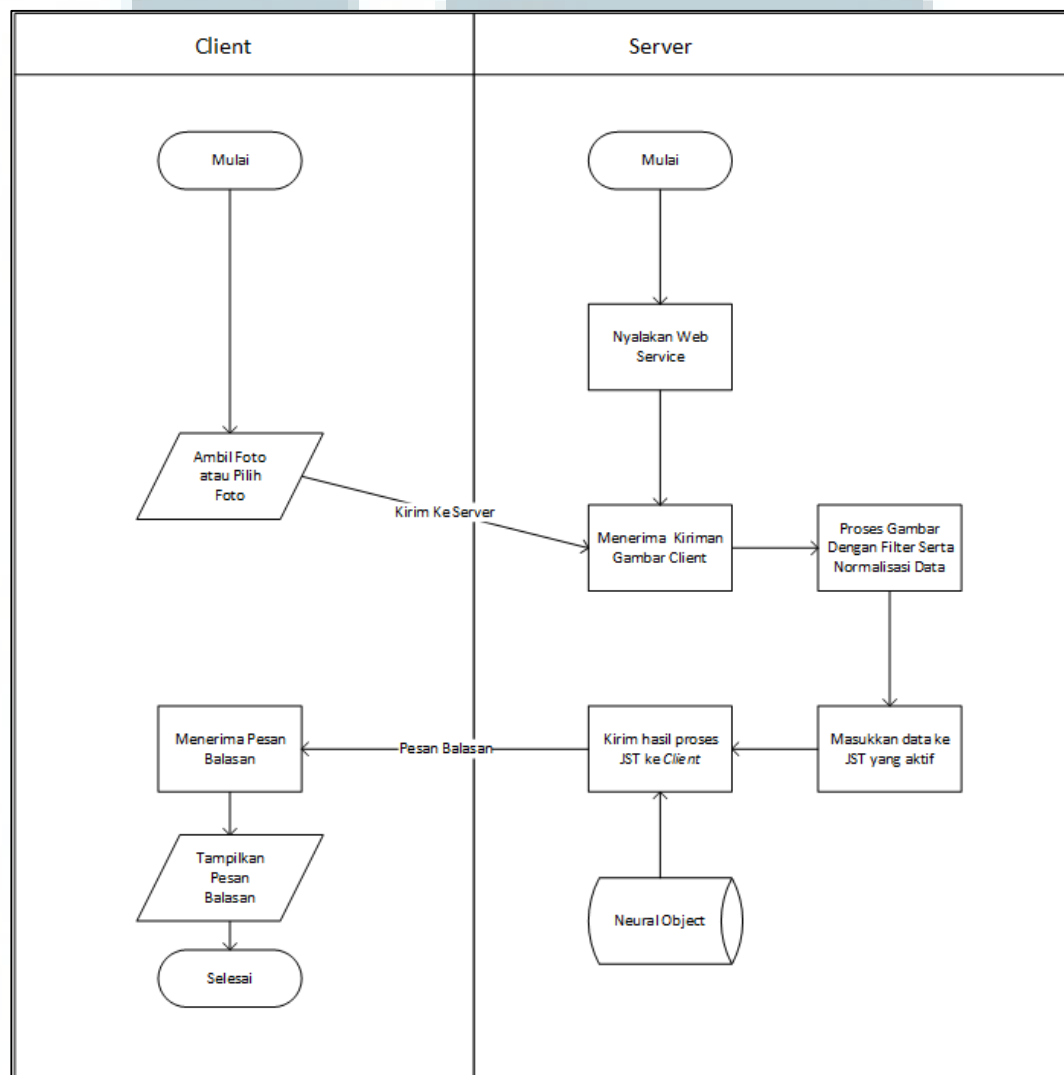 Client
Server
Mulai
Mulai
Nyalakan Web
Service
Ambil Foto
atau Pilih
Foto
Kirim Ke Server
Menerima Kiriman
Gambar Client
Proses Gambar
Dengan Filter Serta
Normalisasi Data
Menerima Pesan
Balasan
Pesan Balasan
Kirim hasil proses
JST ke Client
Masukkan data ke
JST yang aktif
Tampilkan
Pesan
Balasan
Neural Object
Selesai